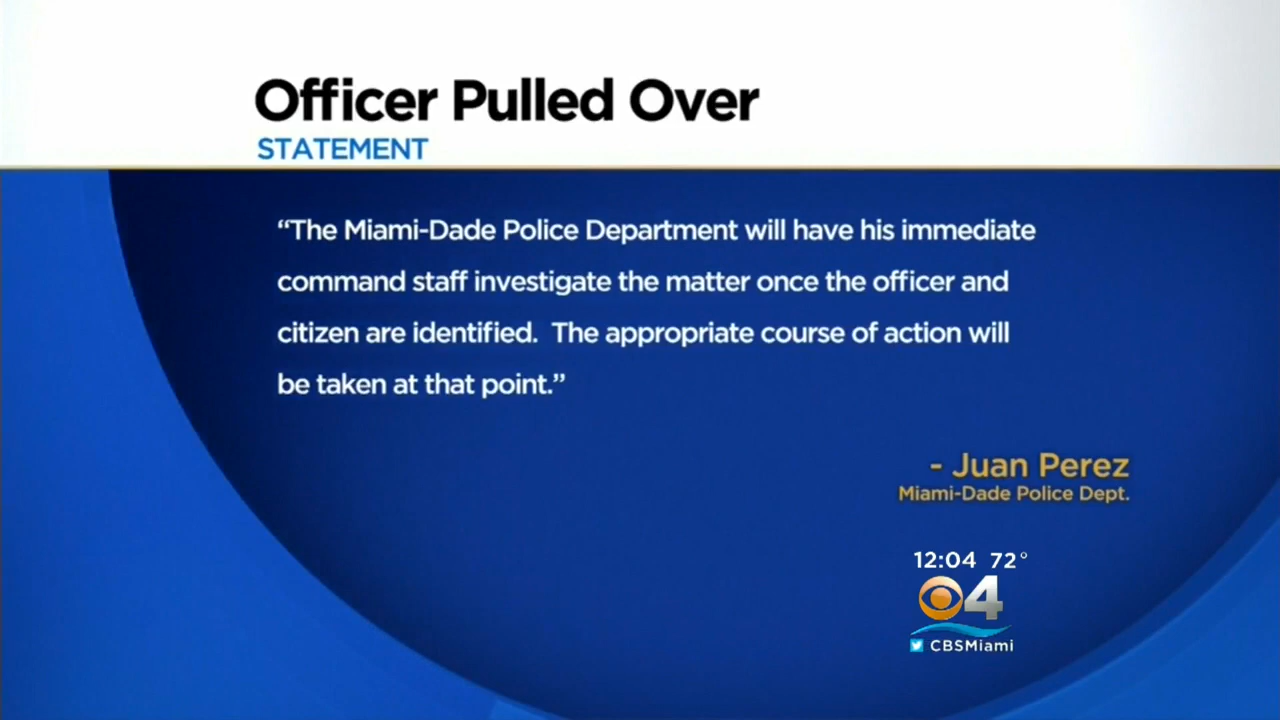 Officer Pulled Over
STATEMENT
“The Miami-Dade Police Department will have his immediate
command staff investigate the matter once the officer and
citizen are identified.  The appropriate course of action will
be taken at that point.”
- Juan Perez
Miami-Dade Police Dept.
12:04 72°
4
CBSMiami